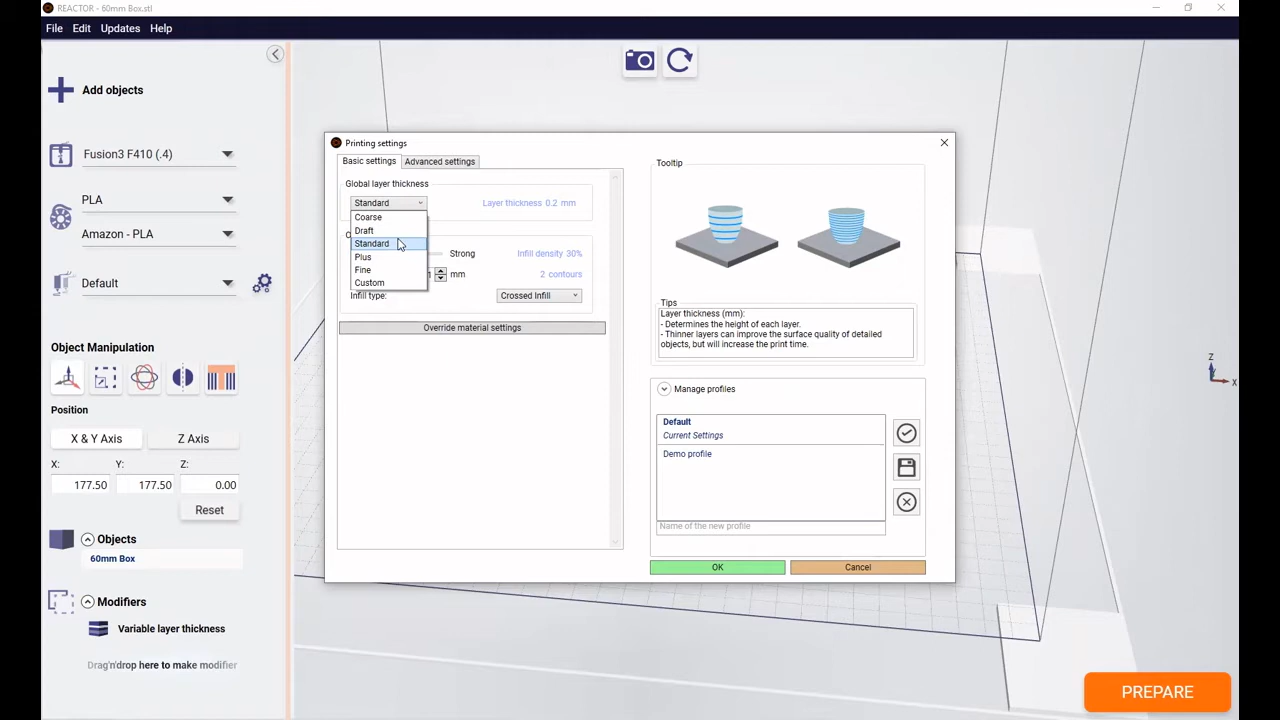 REACTOR - 60mm Box.stl
File Edit Updates Help
Add objects
Fusion3 F410 (.4)
PLA
Amazon - PLA
Default
Object Manipulation
Position
X & Y Axis Z Axis
X: Y: Z:
177.50 177.50 0.00
Reset
Objects
60mm Box
Modifiers
Variable layer thickness
Drag'n'drop here to make modifier
Printing settings
Basic settings Advanced settings
Global layer thickness
Standard Layer thickness 0.2 mm
Coarse
Draft
Standard
Plus
Fine
Custom
Strong Infill density 30%
1 mm 2 contours
Infill type: Crossed Infill
Override material settings
Tooltip
Tips
Layer thickness (mm):
- Determines the height of each layer.
- Thinner layers can improve the surface quality of detailed
objects, but will increase the print time.
Manage profiles
Default
Current Settings
Demo profile
Name of the new profile
OK Cancel
Z
Y
X
PREPARE